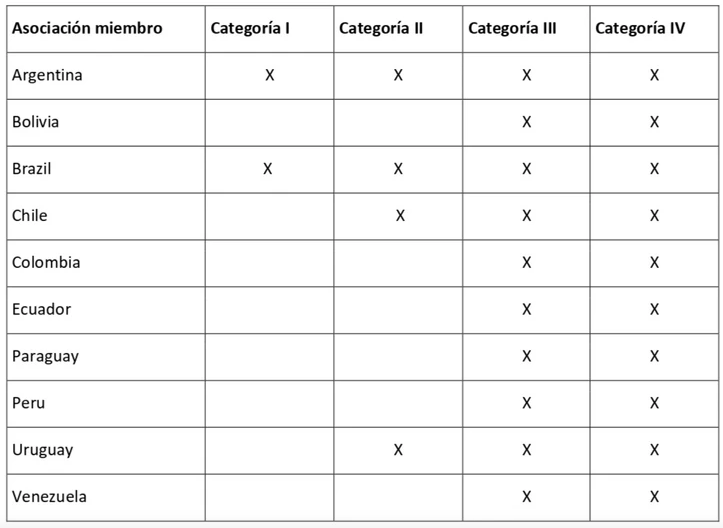 Asociación miembro Categoría I Categoría II Categoría III Categoría IV
Argentina X X X X
Bolivia X X
Brazil X X X X
Chile X X X
Colombia X X
Ecuador X X
Paraguay X X
Peru X X
Uruguay X X X
Venezuela X X